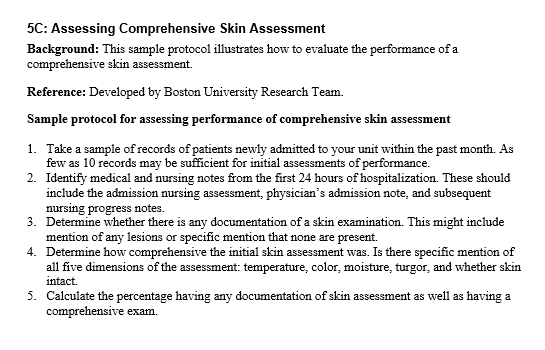 5C: Assessing Comprehensive Skin Assessment
Background: This sample protocol illustrates how to evaluate the performance of a
comprehensive skin assessment.
Reference: Developed by Boston University Research Team.
Sample protocol for assessing performance of comprehensive skin assessment
1. Take a sample of records of patients newly admitted to your unit within the past month. As
few as 10 records may be sufficient for initial assessments of performance.
2. Identify medical and nursing notes from the first 24 hours of hospitalization. These should
include the admission nursing assessment, physician's admission note, and subsequent
nursing progress notes.
3. Determine whether there is any documentation of a skin examination. This might include
mention of any lesions or specific mention that none are present.
4. Determine how comprehensive the initial skin assessment was. Is there specific mention of
all five dimensions of the assessment: temperature, color, moisture, turgor, and whether skin
intact.
5. Calculate the percentage having any documentation of skin assessment as well as having a
comprehensive exam.